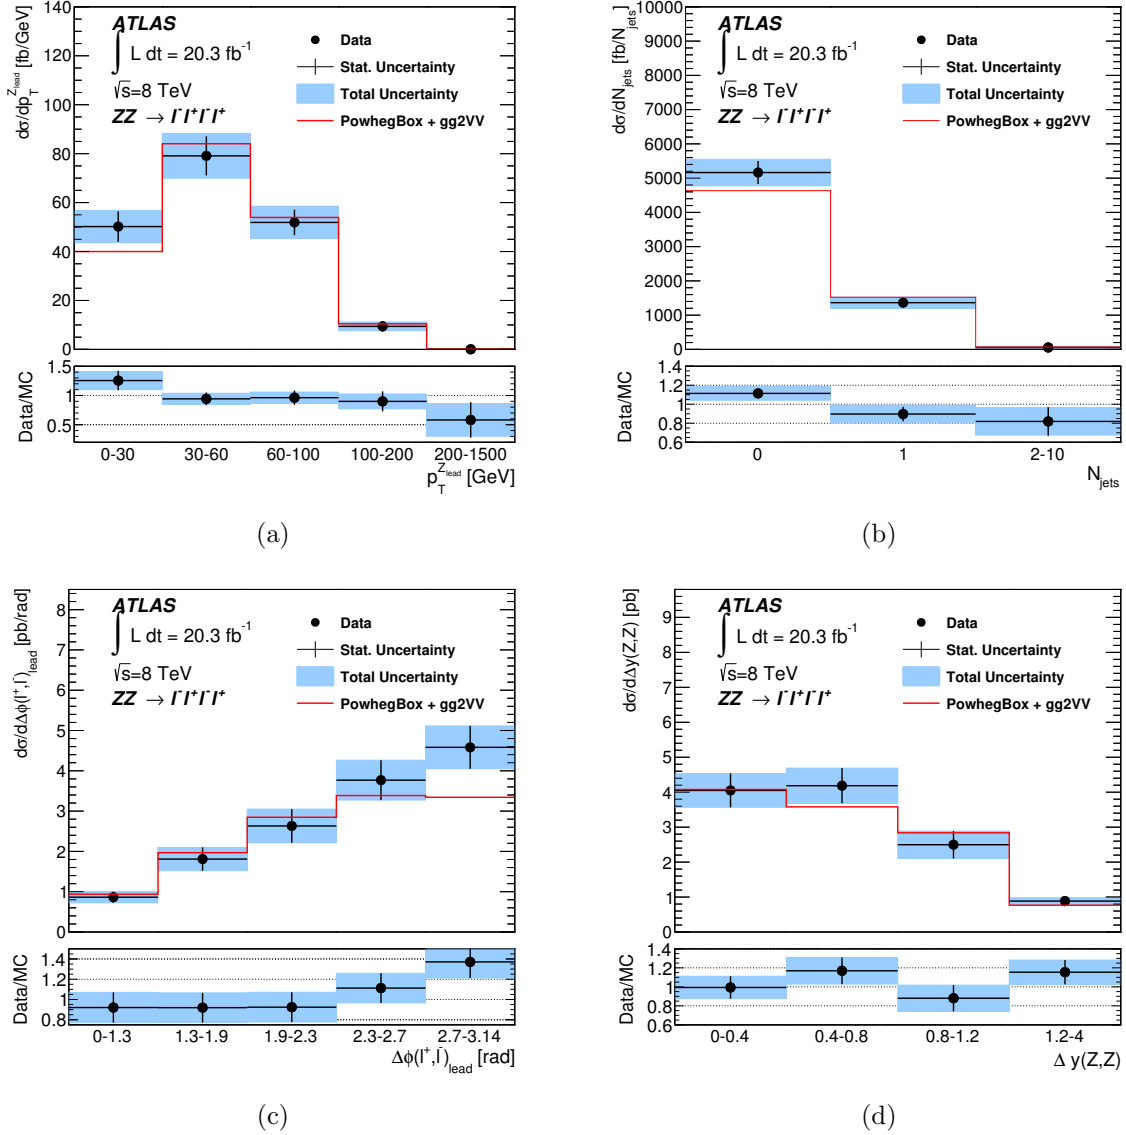 ATLAS
∫ L dt = 20.3 fb⁻¹
√s=8 TeV
ZZ → l⁻l⁺l⁻l⁺
Data
Stat. Uncertainty
Total Uncertainty
PowhegBox + gg2VV
dσ/dp_T^{Z_lead} [fb/GeV]
140
120
100
80
60
40
20
0
Data/MC
1.5
1
0.5
0-30 30-60 60-100 100-200 200-1500
p_T^{Z_lead} [GeV]
(a)
ATLAS
∫ L dt = 20.3 fb⁻¹
√s=8 TeV
ZZ → l⁻l⁺l⁻l⁺
Data
Stat. Uncertainty
Total Uncertainty
PowhegBox + gg2VV
dσ/dN_jets [fb/N_jets]
10000
9000
8000
7000
6000
5000
4000
3000
2000
1000
0
Data/MC
1.4
1.2
1
0.8
0.6
0 1 2-10
N_jets
(b)
ATLAS
∫ L dt = 20.3 fb⁻¹
√s=8 TeV
ZZ → l⁻l⁺l⁻l⁺
Data
Stat. Uncertainty
Total Uncertainty
PowhegBox + gg2VV
dσ/dΔφ(l⁺,l⁻)_lead [pb/rad]
8
7
6
5
4
3
2
1
0
Data/MC
1.4
1.2
1
0.8
0-1.3 1.3-1.9 1.9-2.3 2.3-2.7 2.7-3.14
Δφ(l⁺,l⁻)_lead [rad]
(c)
ATLAS
∫ L dt = 20.3 fb⁻¹
√s=8 TeV
ZZ → l⁻l⁺l⁻l⁺
Data
Stat. Uncertainty
Total Uncertainty
PowhegBox + gg2VV
dσ/dΔy(Z,Z) [pb]
9
8
7
6
5
4
3
2
1
0
Data/MC
1.4
1.2
1
0.8
0.6
0-0.4 0.4-0.8 0.8-1.2 1.2-4
Δ y(Z,Z)
(d)